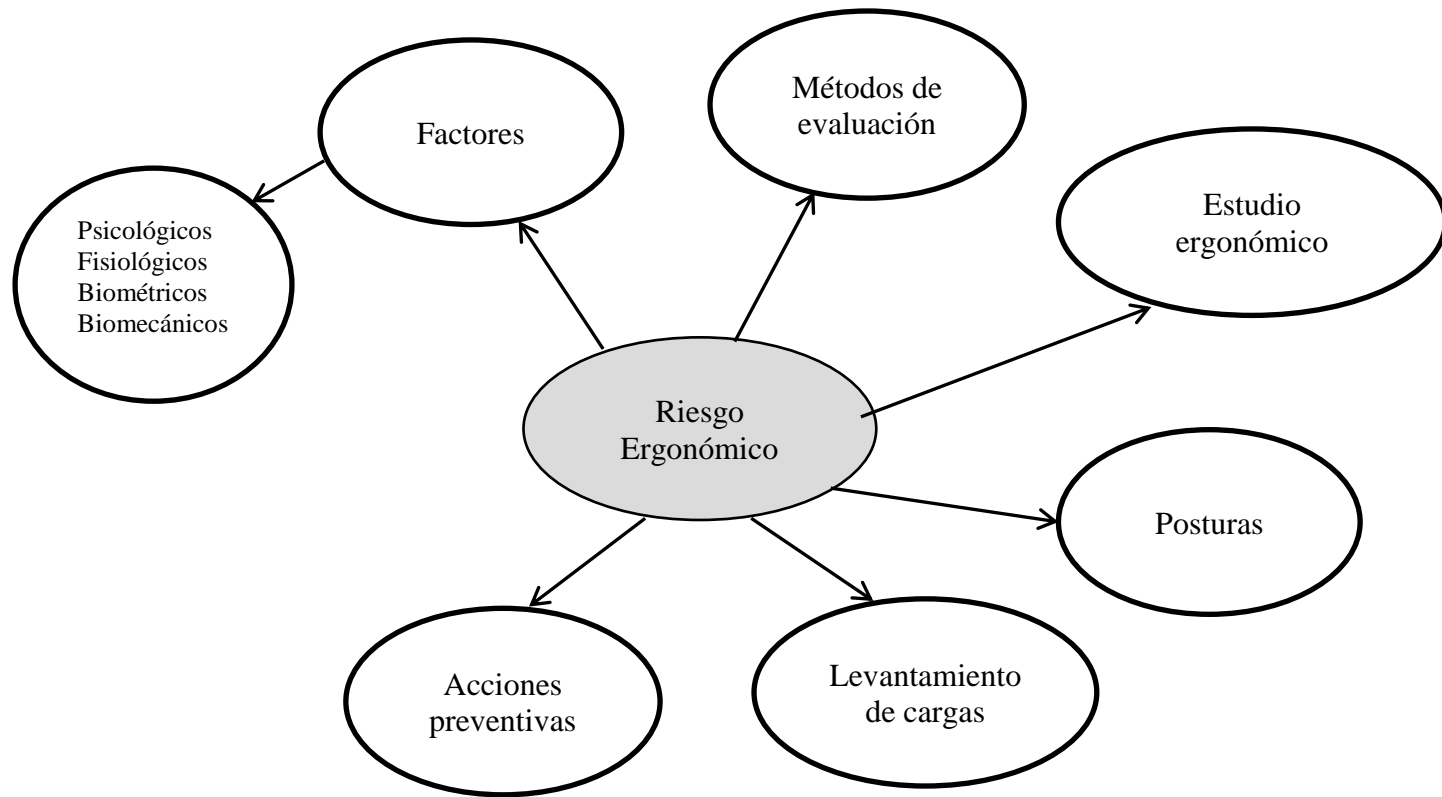 Métodos de
evaluación
Factores
Estudio
ergonómico
Psicológicos
Fisiológicos
Biométricos
Biomecánicos
Riesgo
Ergonómico
Posturas
Acciones
preventivas
Levantamiento
de cargas